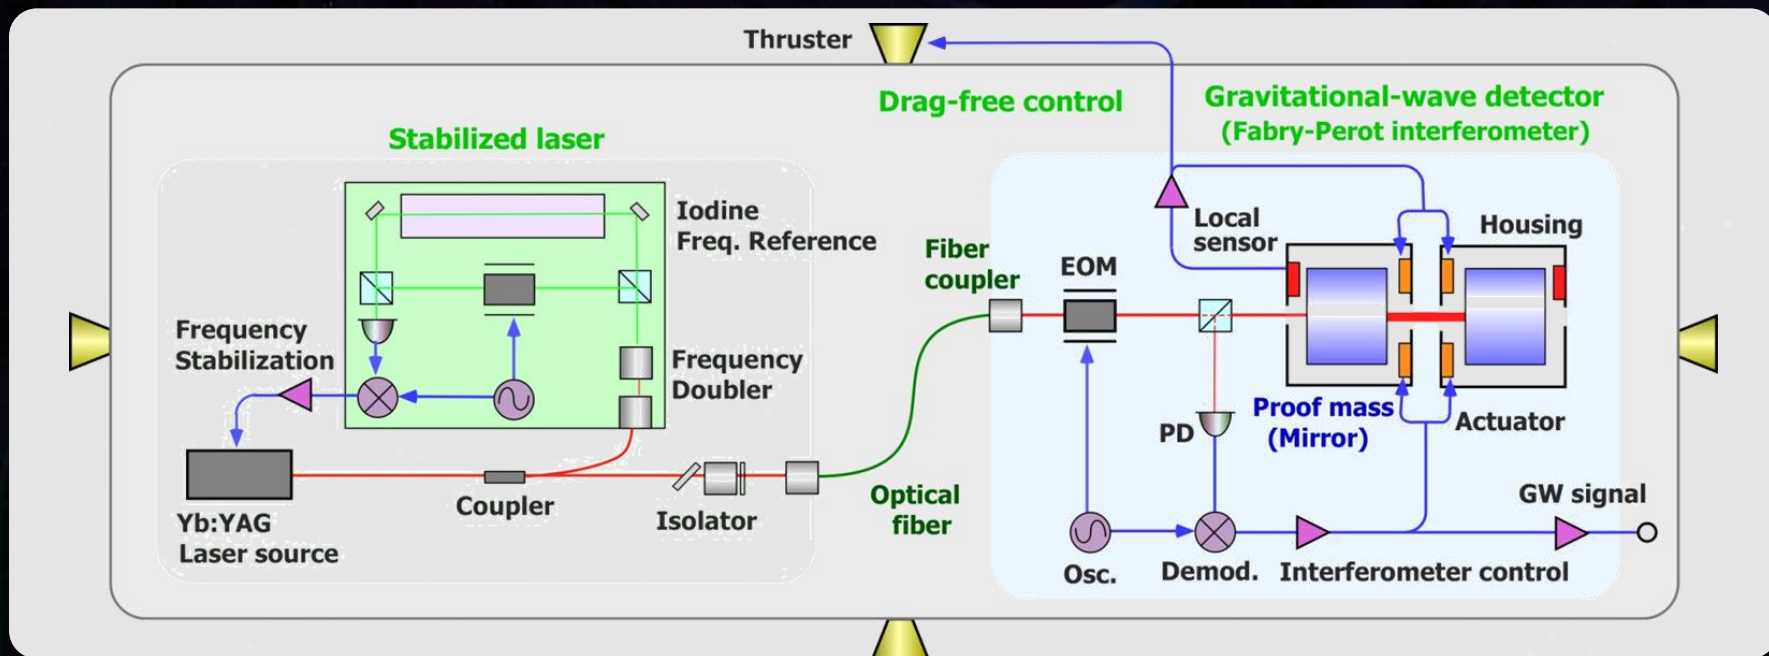 Thruster
Drag-free control
Gravitational-wave detector
(Fabry-Perot interferometer)
Stabilized laser
Iodine
Freq. Reference
Local
sensor
Housing
Fiber
coupler
EOM
Frequency
Stabilization
Frequency
Doubler
Proof mass
(Mirror)
Actuator
PD
Coupler
Isolator
Optical
fiber
GW signal
Yb:YAG
Laser source
Osc.
Demod.
Interferometer control